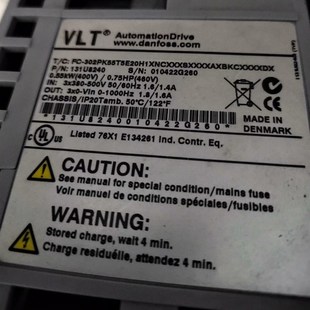 VLT® AutomationDrive
www.danfoss.com
T/C: FC-302PK55T5E20H1XNCXXXSXXXXAXBKCXXXXDX
P/N: 131U8240 S/N: 010422G260
0.55kW(400V) / 0.75HP(460V)
IN: 3x380-500V 50/60Hz 1.6/1.4A
OUT: 3x0-Vin 0-1000Hz 1.8/1.6A
CHASSIS/IP20 Tamb. 50°C/122°F
MADE IN
DENMARK
Listed 76X1 E134261 Ind. Contr. Eq.
CAUTION:
See manual for special condition/mains fuse
Voir manuel de conditions spéciales/fusibles
WARNING:
Stored charge, wait 4 min.
Charge residuélle, attendez 4 min.